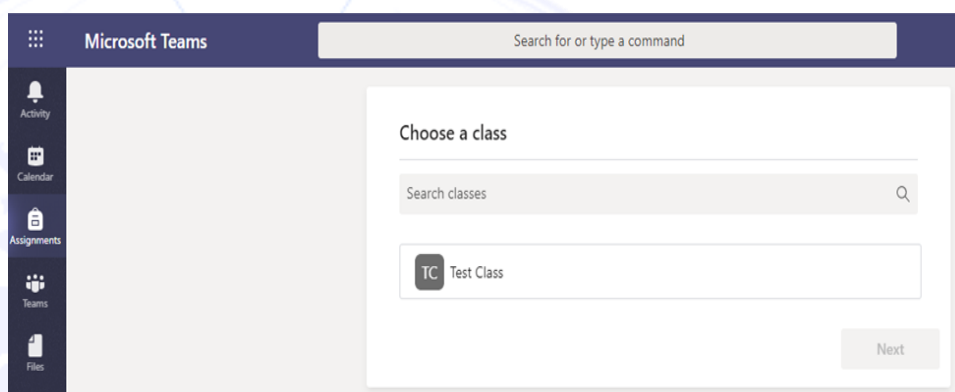 Microsoft Teams
Search for or type a command
Activity
Calendar
Assignments
Teams
Files
Choose a class
Search classes
TC Test Class
Next